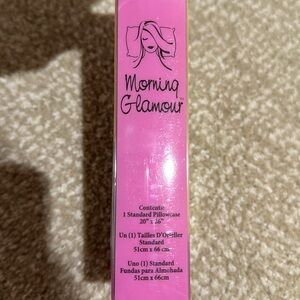 Morning
Glamour
Contents:
1 Standard Pillowcase
20" x 26"
Un (1) Tailles D'Oreiller
Standard
51cm x 66 cm
Uno (1) Standard
Fundas para Almohada
51cm x 66cm